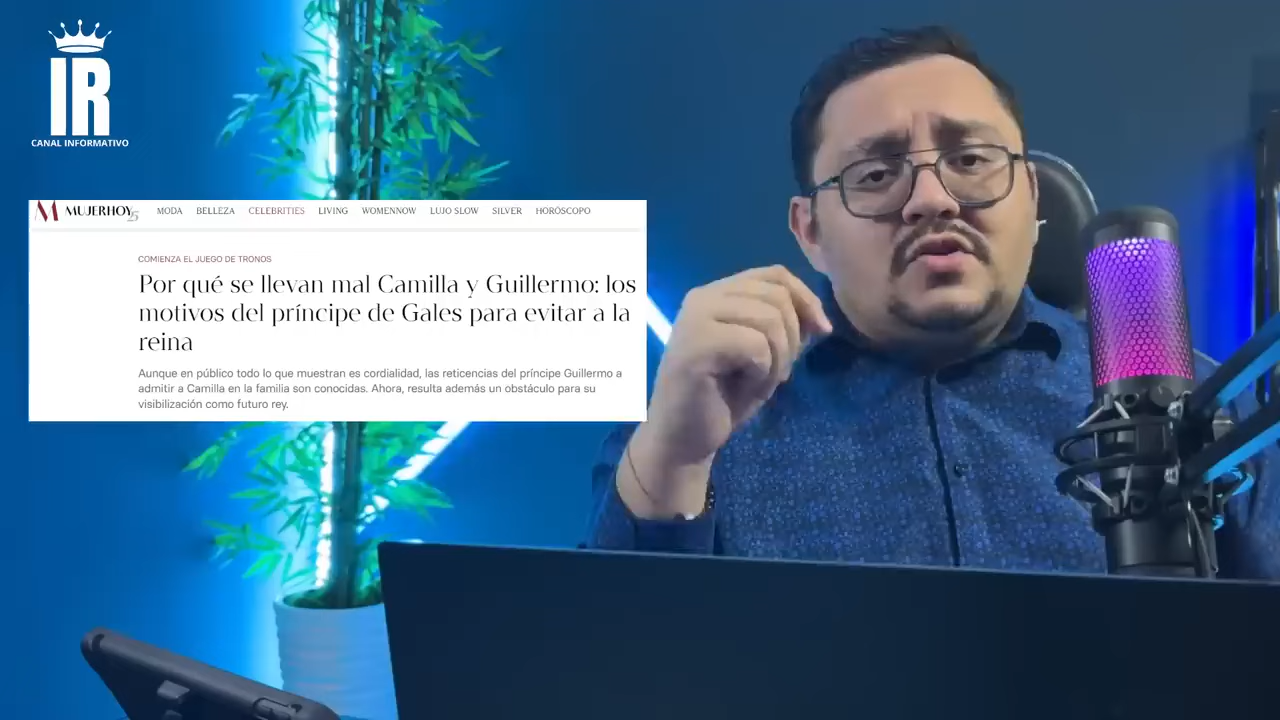 IR
CANAL INFORMATIVO
MUJERHOY 25
MODA BELLEZA CELEBRITIES LIVING WOMENNOW LUJO SLOW SILVER HORÓSCOPO
COMIENZA EL JUEGO DE TRONOS
Por qué se llevan mal Camilla y Guillermo: los
motivos del príncipe de Gales para evitar a la
reina
Aunque en público todo lo que muestran es cordialidad, las reticencias del príncipe Guillermo a
admitir a Camilla en la familia son conocidas. Ahora, resulta además un obstáculo para su
visibilización como futuro rey.